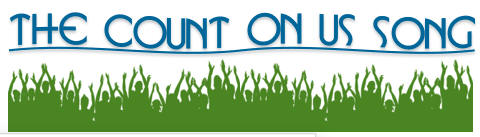 THE COUNT ON US SONG